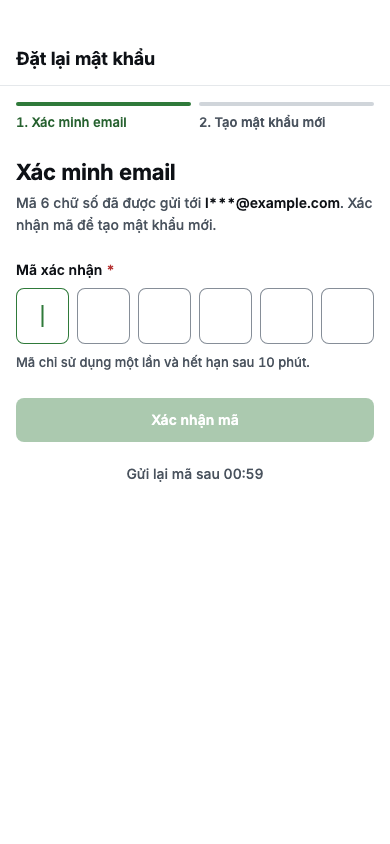 Đặt lại mật khẩu
1. Xác minh email
2. Tạo mật khẩu mới
Xác minh email
Mã 6 chữ số đã được gửi tới l***@example.com. Xác
nhận mã để tạo mật khẩu mới.
Mã xác nhận *
Mã chỉ sử dụng một lần và hết hạn sau 10 phút.
Xác nhận mã
Gửi lại mã sau 00:59